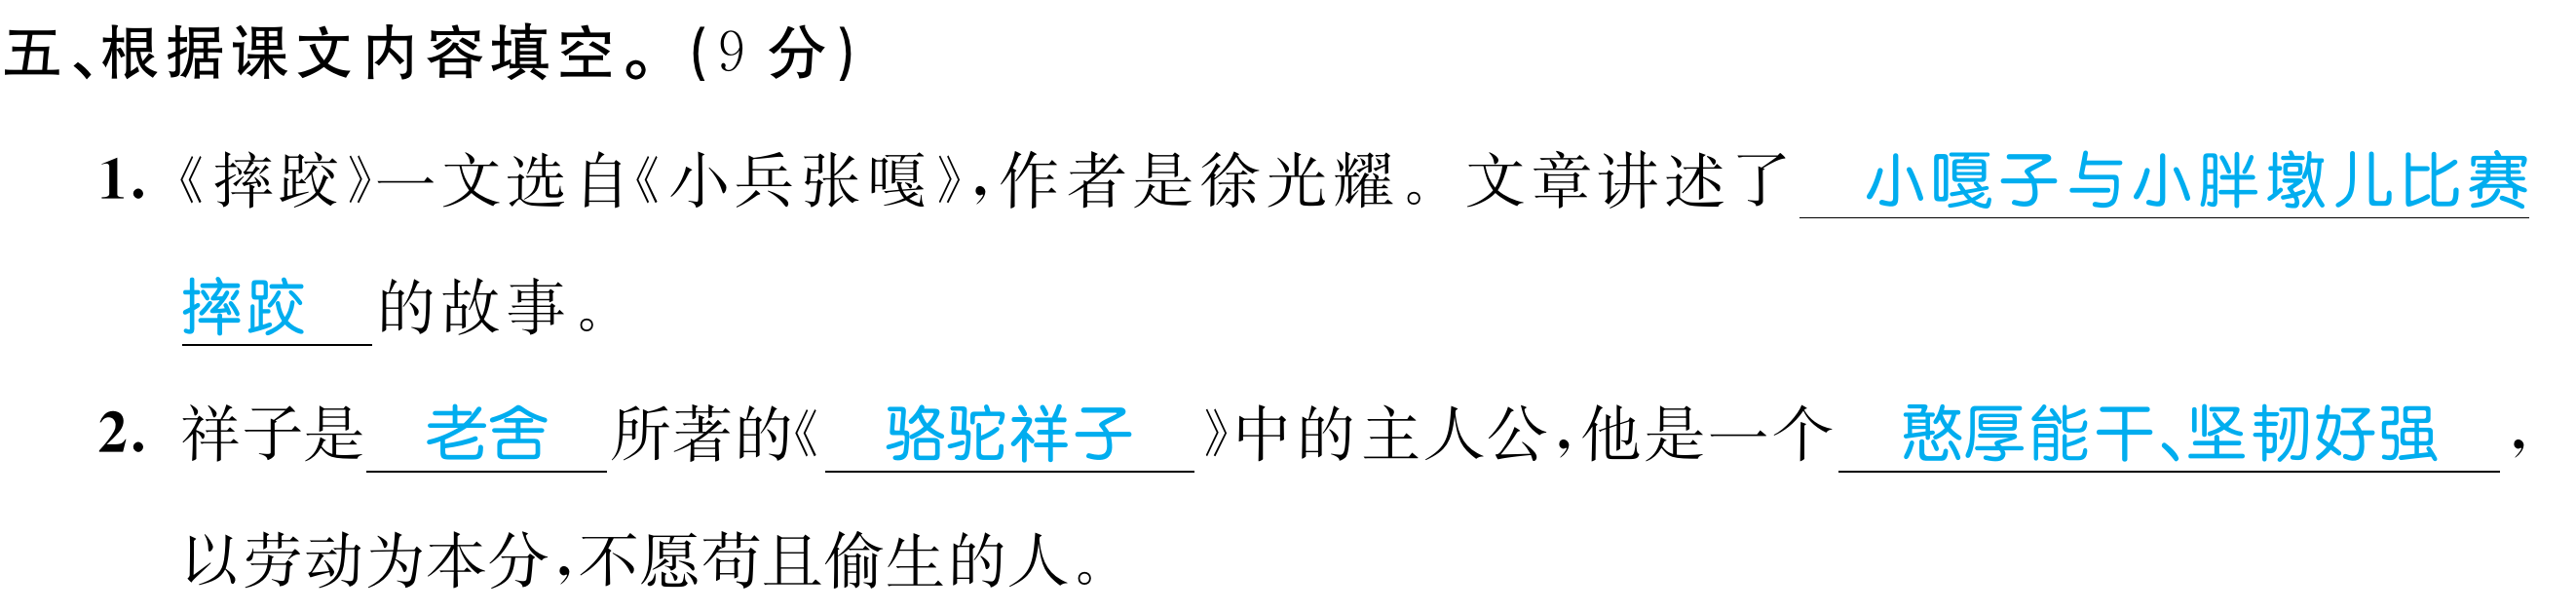 五、根据课文内容填空。(9 分)
1.《摔跤》一文选自《小兵张嘎》,作者是徐光耀。文章讲述了 小嘎子与小胖墩儿比赛
摔跤 的故事。
2. 祥子是 老舍 所著的《 骆驼祥子 》中的主人公,他是一个 憨厚能干、坚韧好强 ,
以劳动为本分,不愿苟且偷生的人。